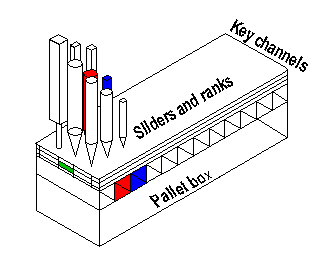 Key channels
Sliders and ranks
Pallet box